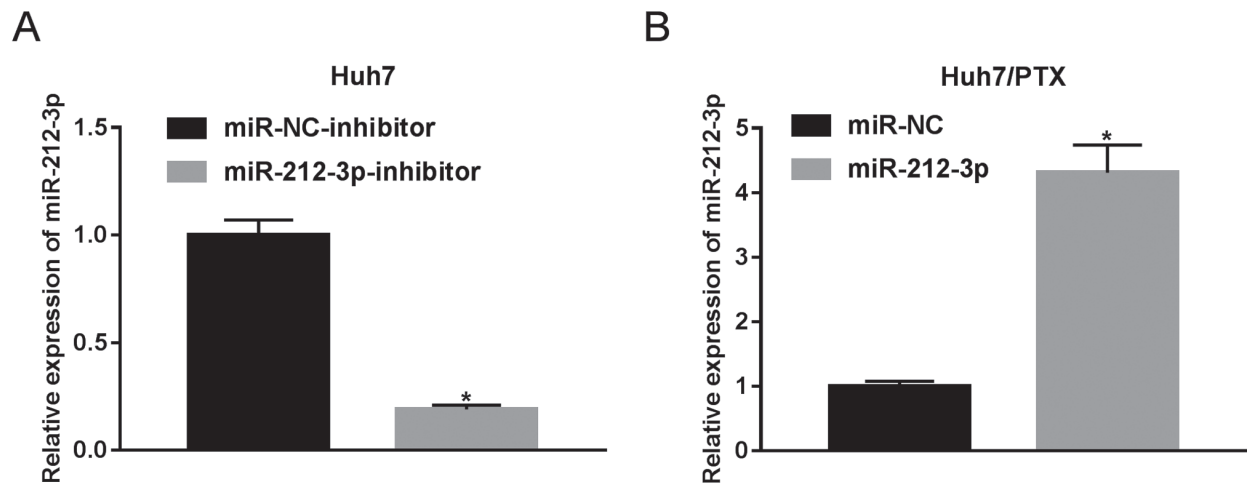 A
Huh7
Relative expression of miR-212-3p
miR-NC-inhibitor
miR-212-3p-inhibitor
1.5
1.0
0.5
0.0
*
B
Huh7/PTX
Relative expression of miR-212-3p
miR-NC
miR-212-3p
5
4
3
2
1
0
*